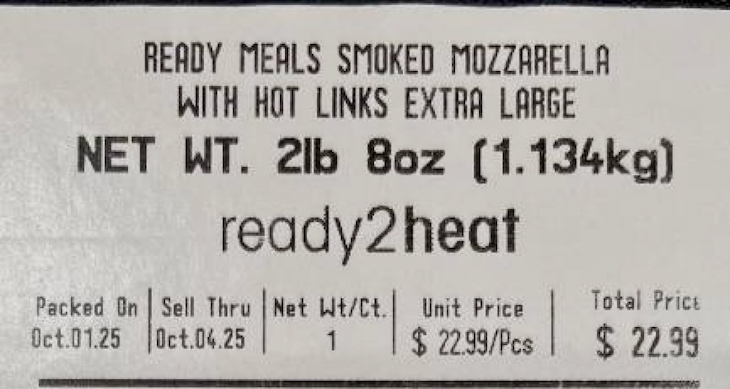 READY MEALS SMOKED MOZZARELLA
WITH HOT LINKS EXTRA LARGE
NET WT. 2lb 8oz (1.134kg)
ready2heat
Packed On Sell Thru Net Wt/Ct. Unit Price Total Price
Oct.01.25 Oct.04.25 1 $ 22.99/Pcs $ 22.99